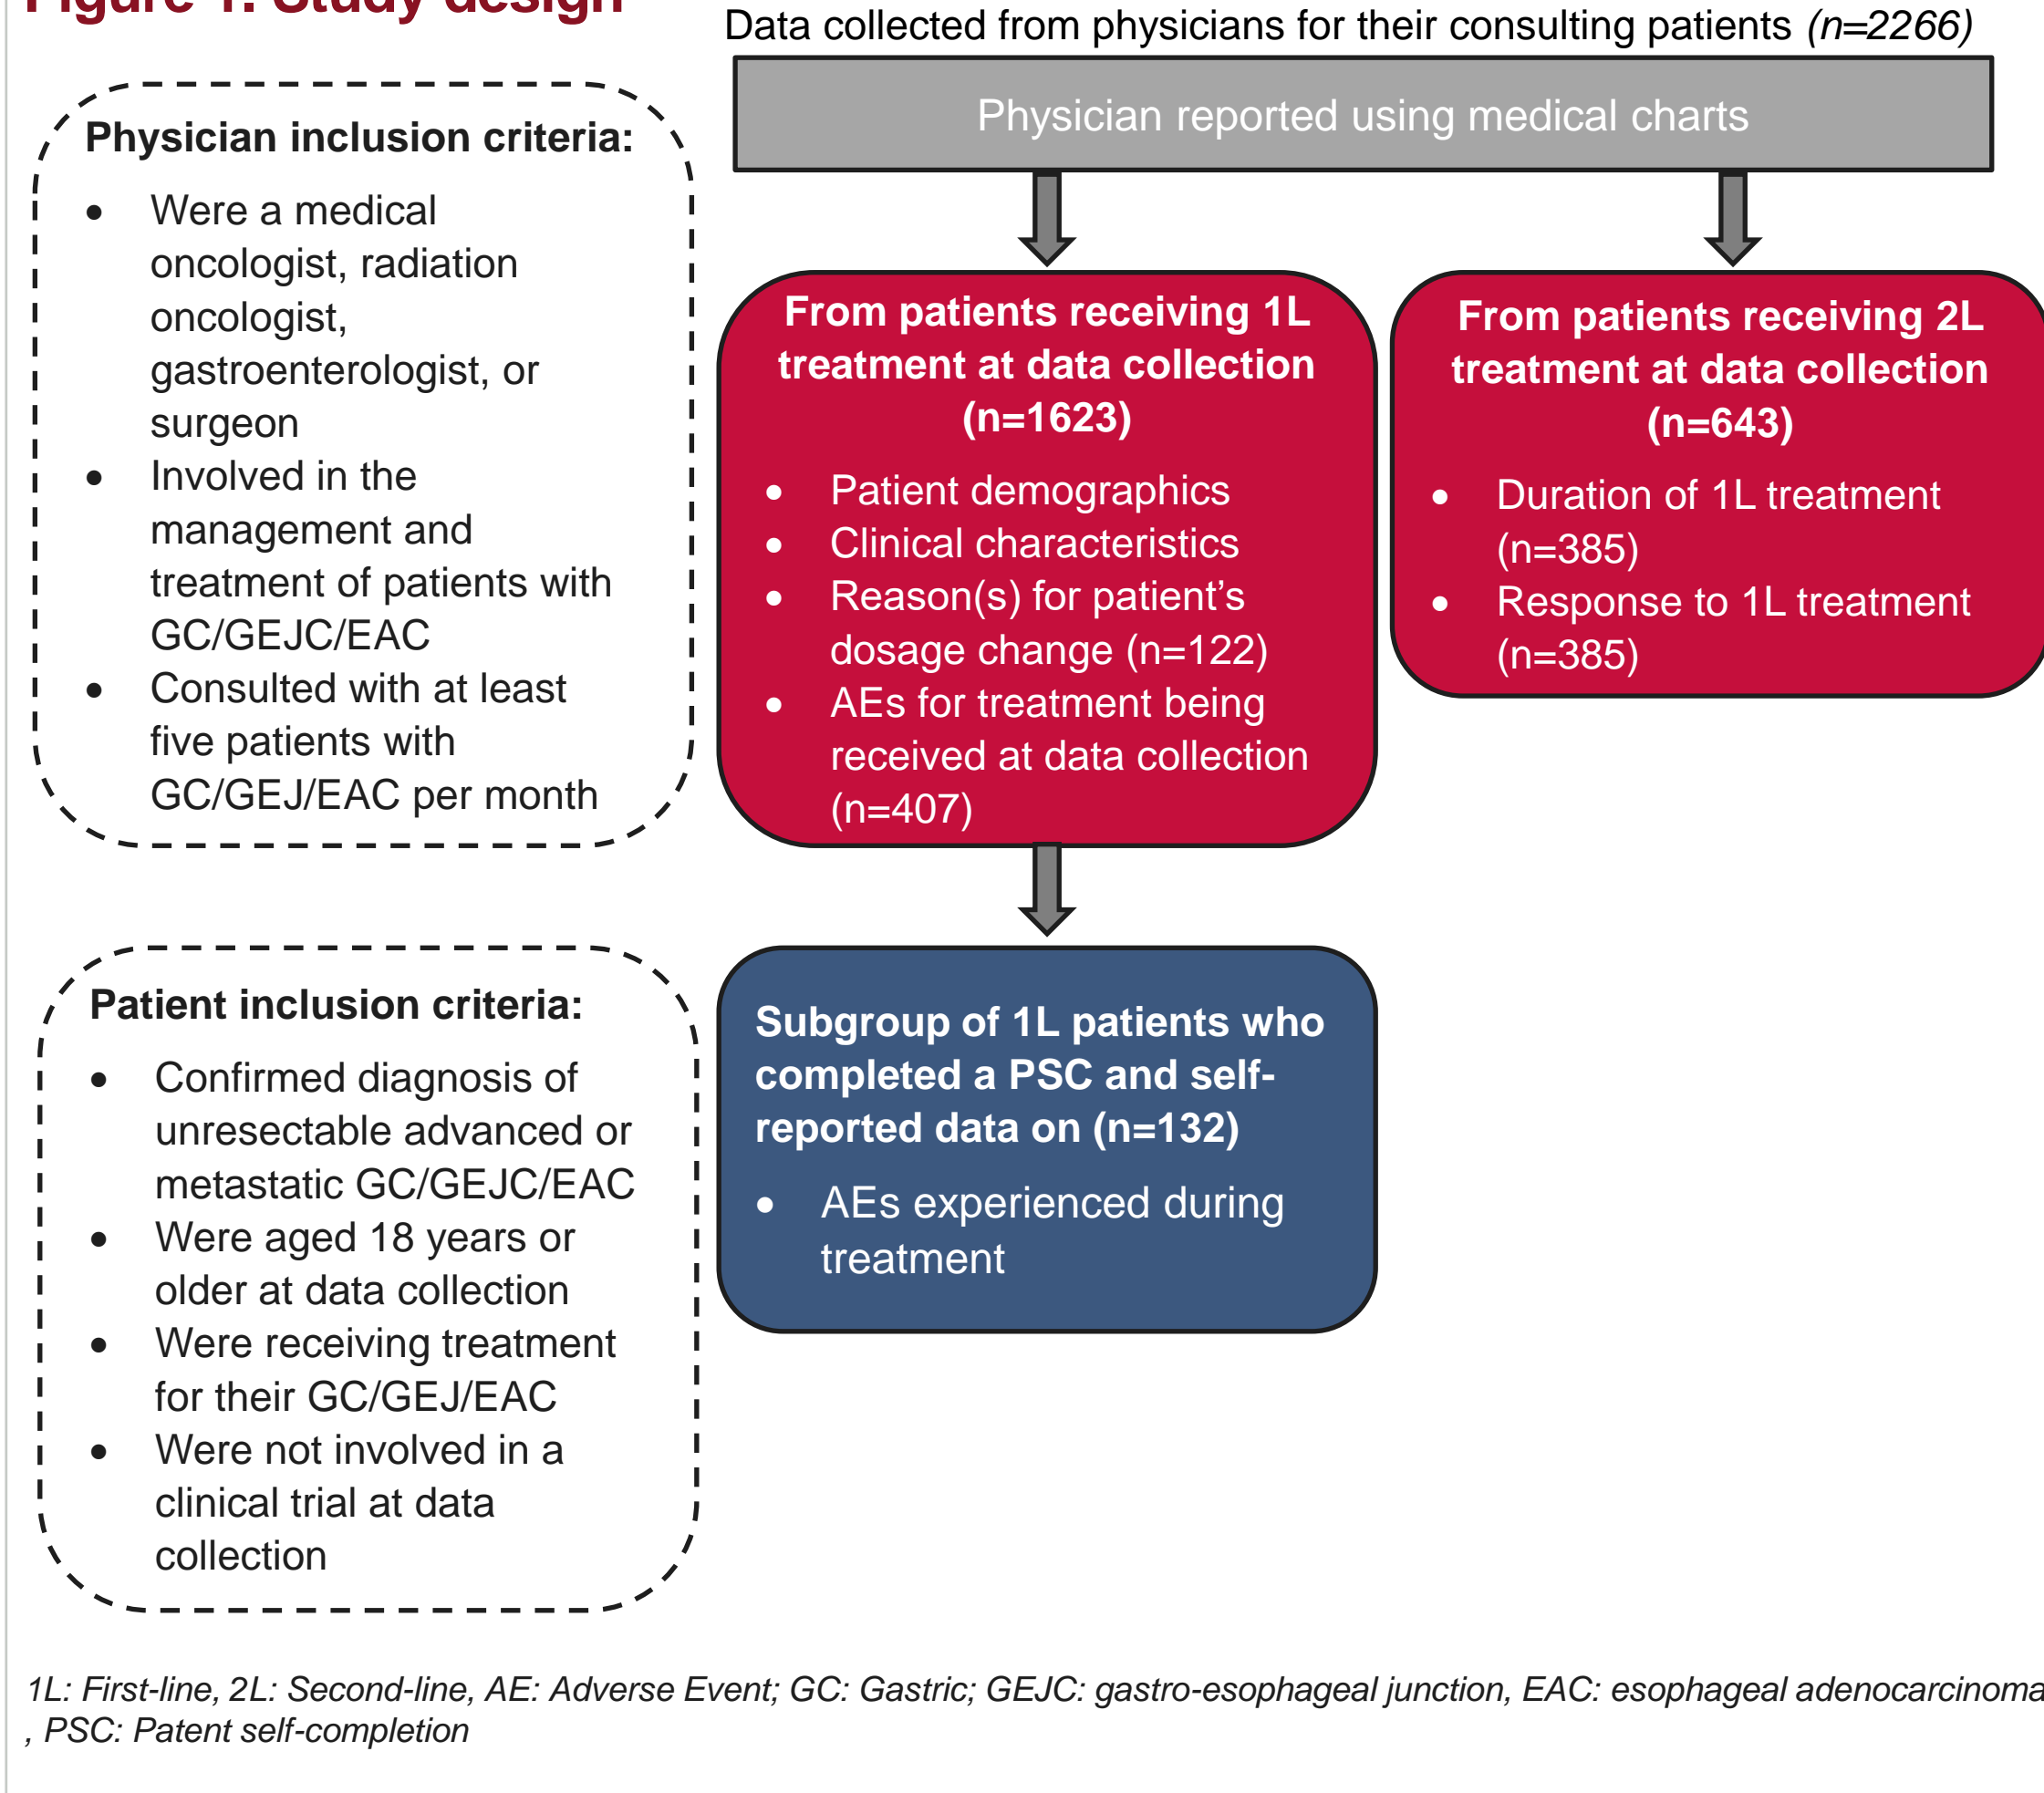 Figure 1. Study design
Data collected from physicians for their consulting patients (n=2266)
Physician reported using medical charts
Physician inclusion criteria:
• Were a medical
oncologist, radiation
oncologist,
gastroenterologist, or
surgeon
• Involved in the
management and
treatment of patients with
GC/GEJC/EAC
• Consulted with at least
five patients with
GC/GEJ/EAC per month
From patients receiving 1L
treatment at data collection
(n=1623)
• Patient demographics
• Clinical characteristics
• Reason(s) for patient’s
dosage change (n=122)
• AEs for treatment being
received at data collection
(n=407)
From patients receiving 2L
treatment at data collection
(n=643)
• Duration of 1L treatment
(n=385)
• Response to 1L treatment
(n=385)
Patient inclusion criteria:
• Confirmed diagnosis of
unresectable advanced or
metastatic GC/GEJC/EAC
• Were aged 18 years or
older at data collection
• Were receiving treatment
for their GC/GEJ/EAC
• Were not involved in a
clinical trial at data
collection
Subgroup of 1L patients who
completed a PSC and self-
reported data on (n=132)
• AEs experienced during
treatment
1L: First-line, 2L: Second-line, AE: Adverse Event; GC: Gastric; GEJC: gastro-esophageal junction, EAC: esophageal adenocarcinoma
, PSC: Patent self-completion